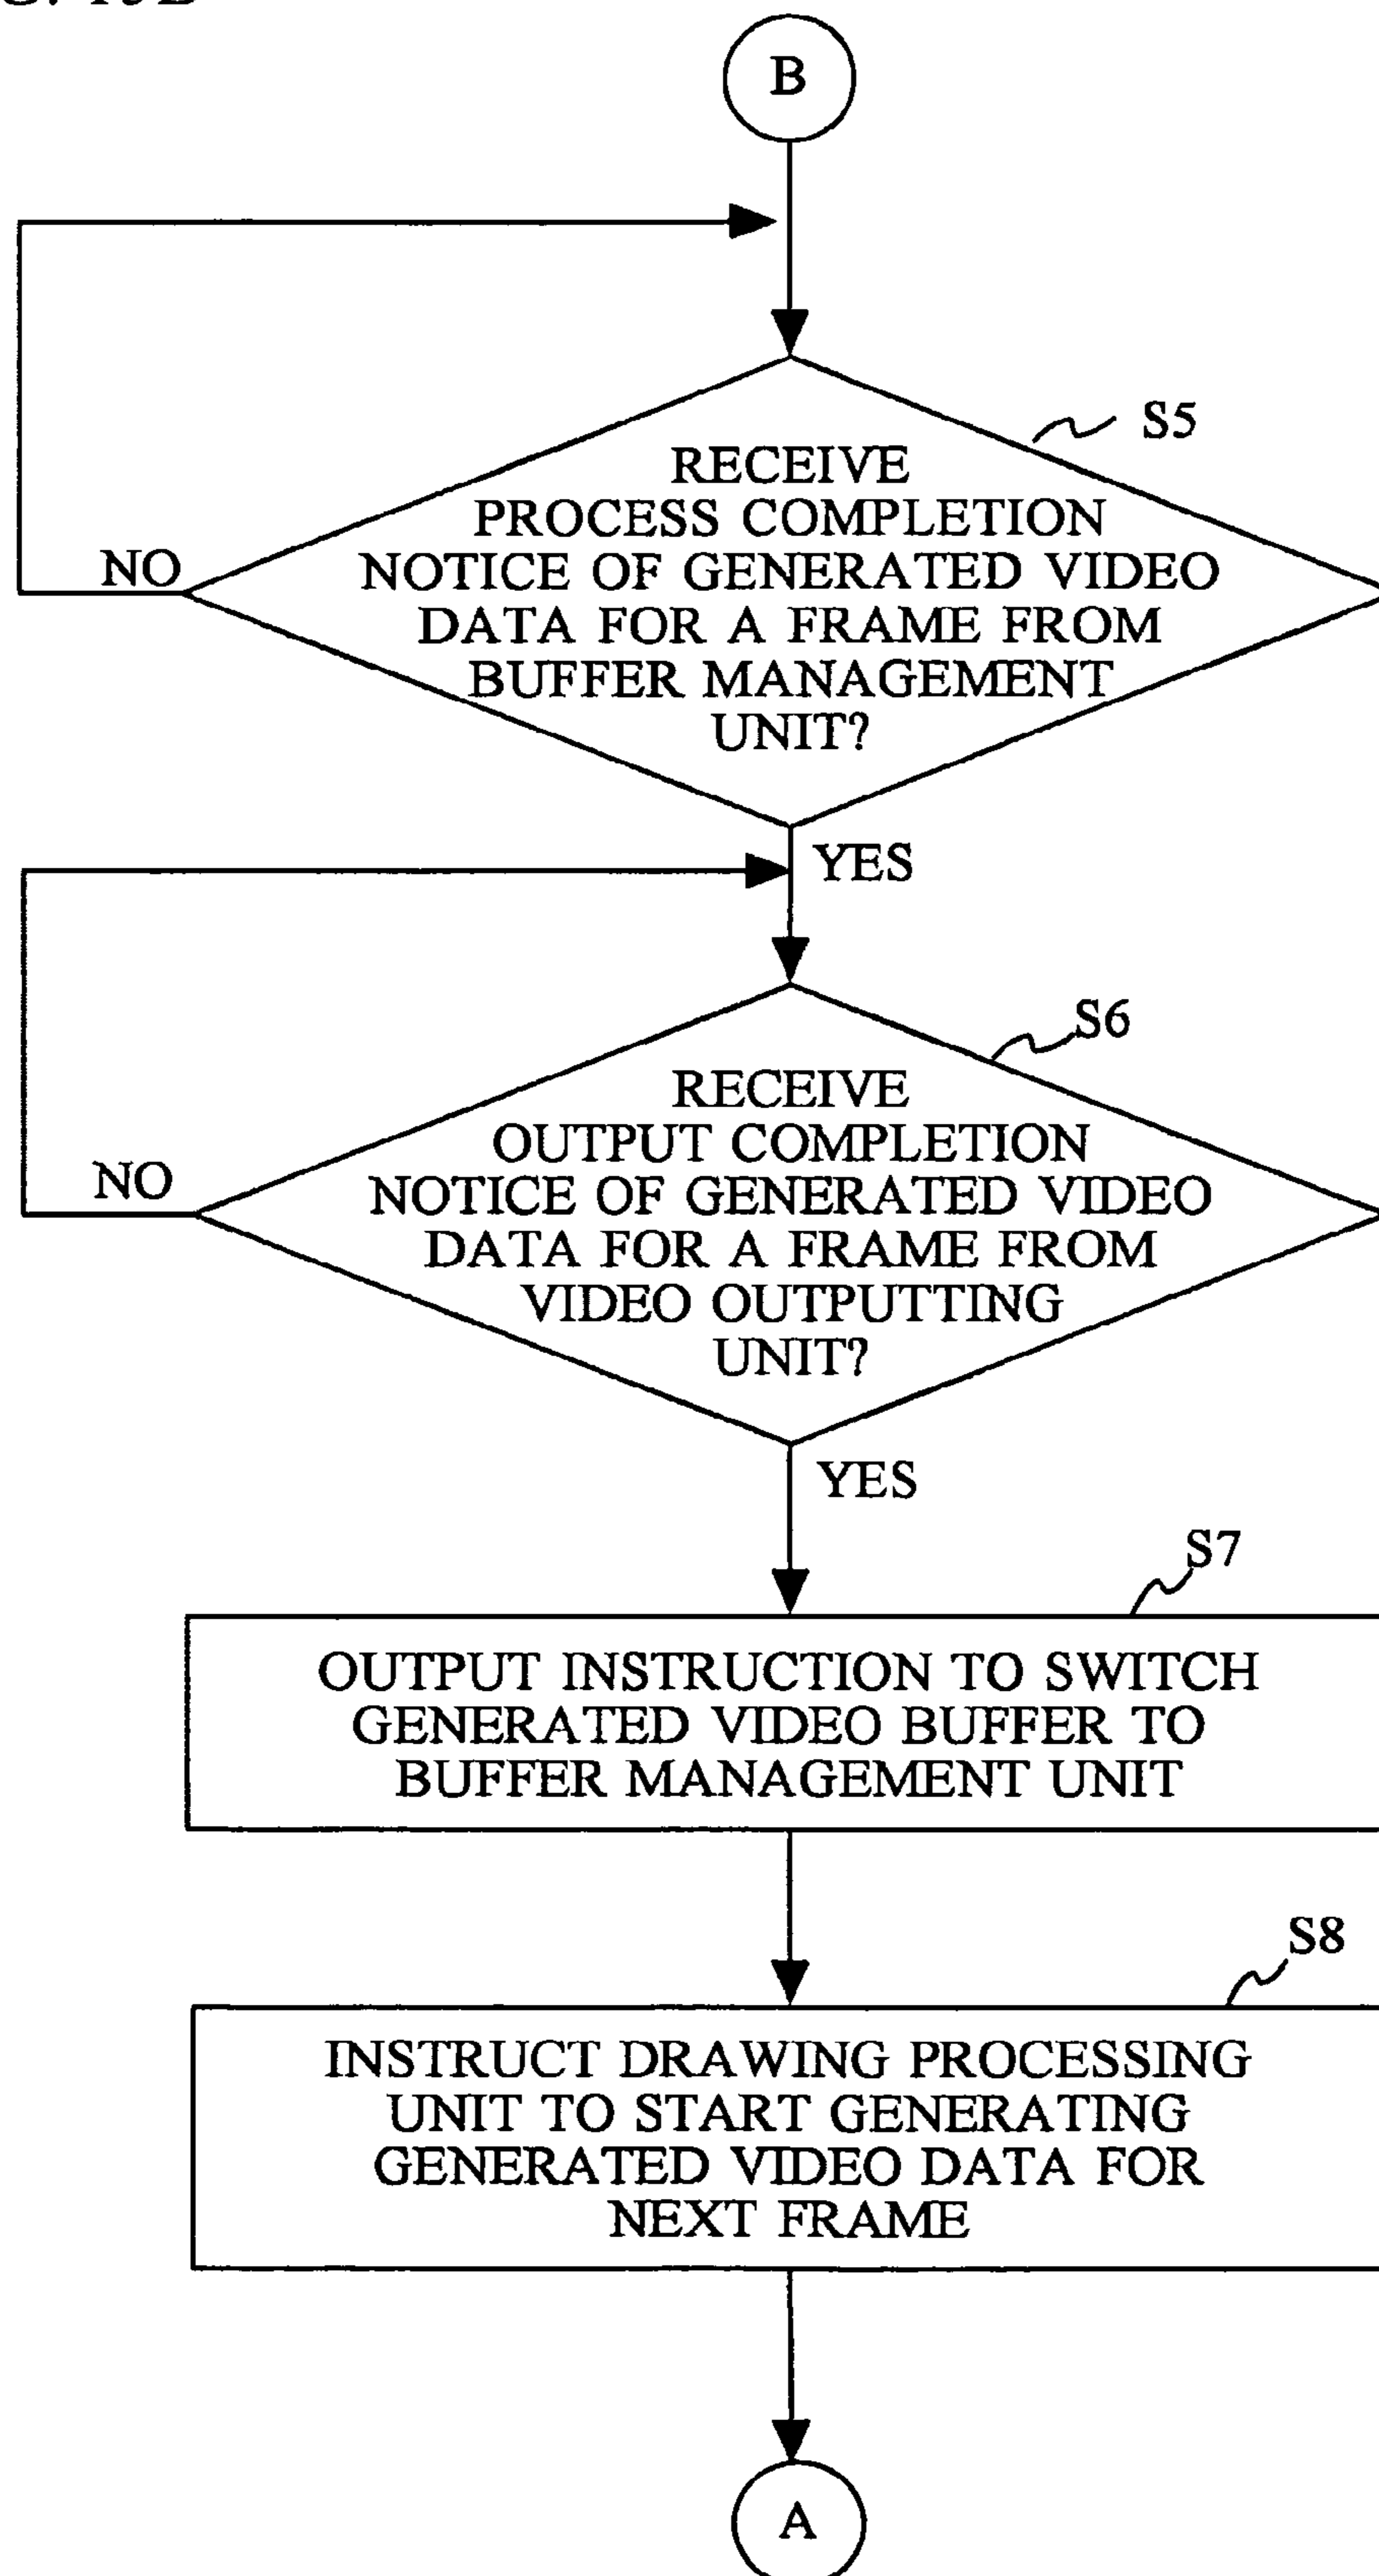 B
S5
RECEIVE
PROCESS COMPLETION
NOTICE OF GENERATED VIDEO
DATA FOR A FRAME FROM
BUFFER MANAGEMENT
UNIT?
NO
YES
S6
RECEIVE
OUTPUT COMPLETION
NOTICE OF GENERATED VIDEO
DATA FOR A FRAME FROM
VIDEO OUTPUTTING
UNIT?
NO
YES
S7
OUTPUT INSTRUCTION TO SWITCH
GENERATED VIDEO BUFFER TO
BUFFER MANAGEMENT UNIT
S8
INSTRUCT DRAWING PROCESSING
UNIT TO START GENERATING
GENERATED VIDEO DATA FOR
NEXT FRAME
A